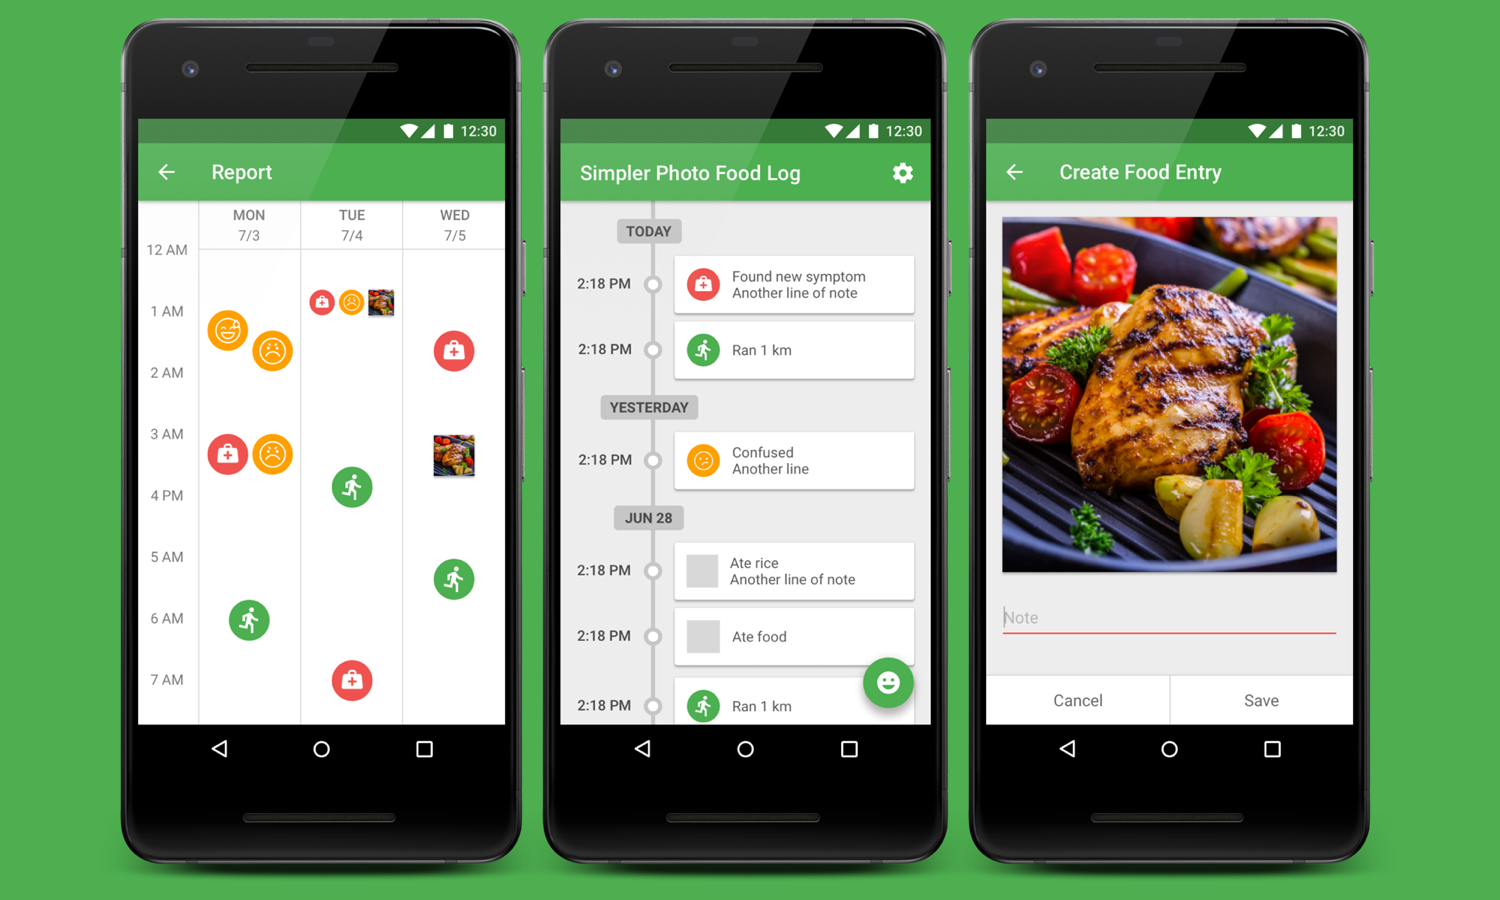 12:30
Report
MON
7/3
TUE
7/4
WED
7/5
12 AM
1 AM
2 AM
3 AM
4 PM
5 AM
6 AM
7 AM
12:30
Simpler Photo Food Log
TODAY
2:18 PM
Found new symptom
Another line of note
2:18 PM
Ran 1 km
YESTERDAY
2:18 PM
Confused
Another line
JUN 28
2:18 PM
Ate rice
Another line of note
2:18 PM
Ate food
2:18 PM
Ran 1 km
12:30
Create Food Entry
Note
Cancel
Save